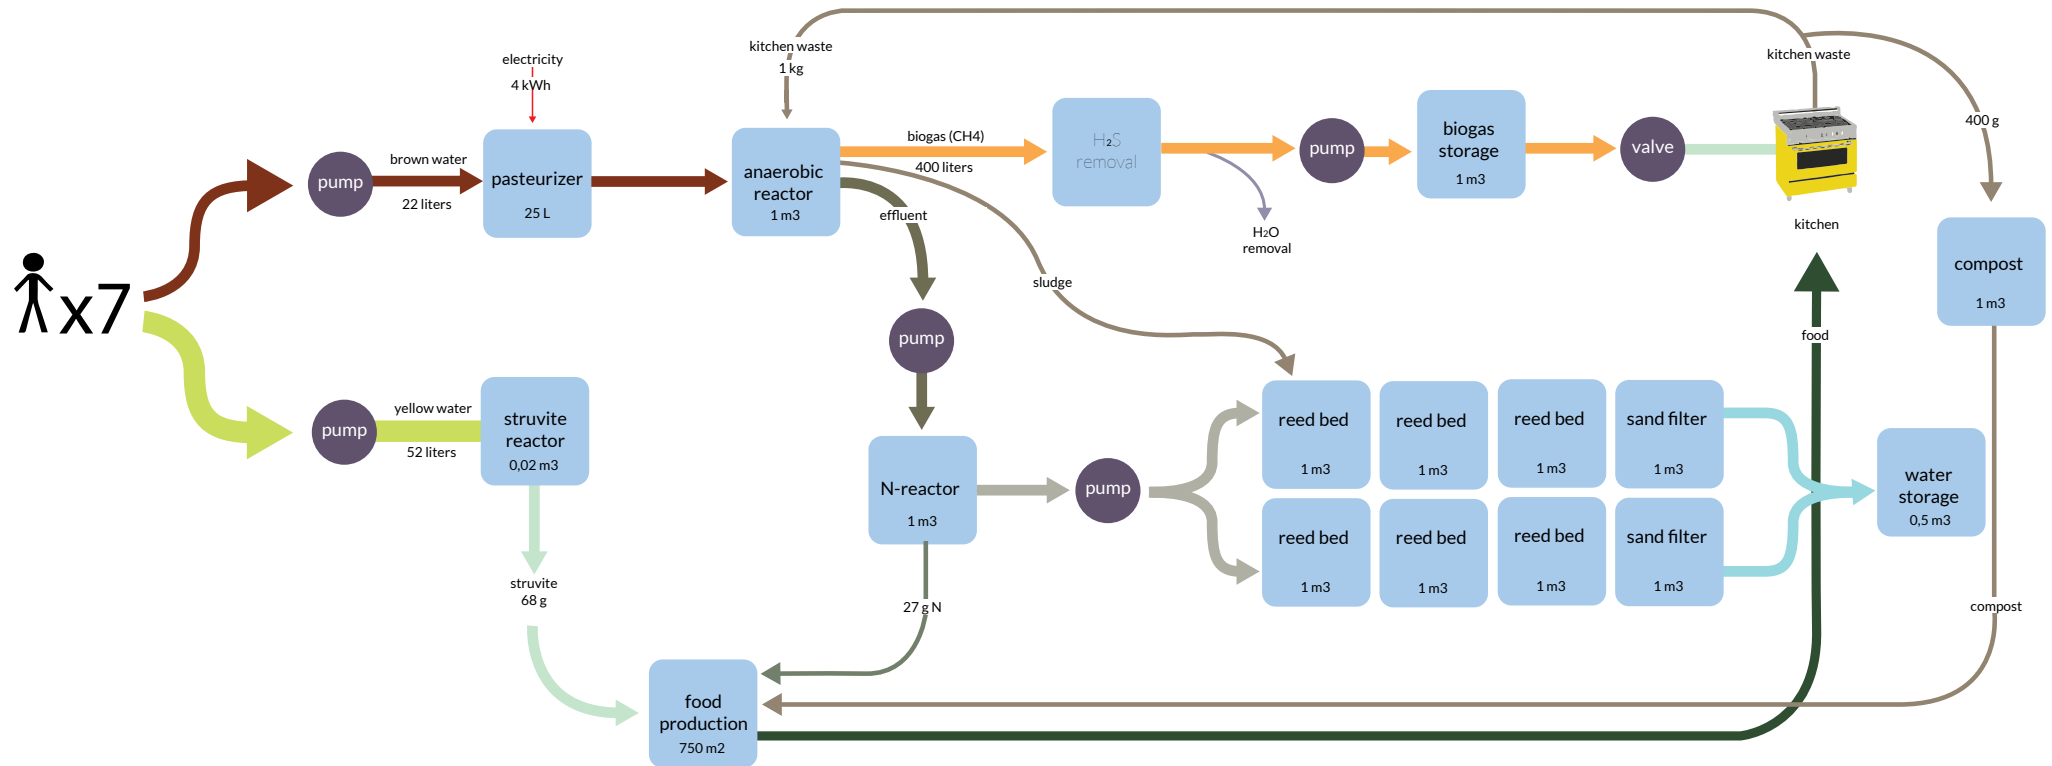 kitchen waste
1 kg
kitchen waste
electricity
4 kWh
400 g
brown water
22 liters
pump
pasteurizer
25 L
anaerobic
reactor
1 m3
biogas (CH4)
400 liters
H₂S
removal
pump
biogas
storage
1 m3
valve
kitchen
H₂O
removal
effluent
sludge
compost
1 m3
x7
pump
food
yellow water
52 liters
pump
struvite
reactor
0,02 m3
N-reactor
1 m3
pump
reed bed
1 m3
reed bed
1 m3
reed bed
1 m3
sand filter
1 m3
reed bed
1 m3
reed bed
1 m3
reed bed
1 m3
sand filter
1 m3
water
storage
0,5 m3
struvite
68 g
27 g N
compost
food
production
750 m2